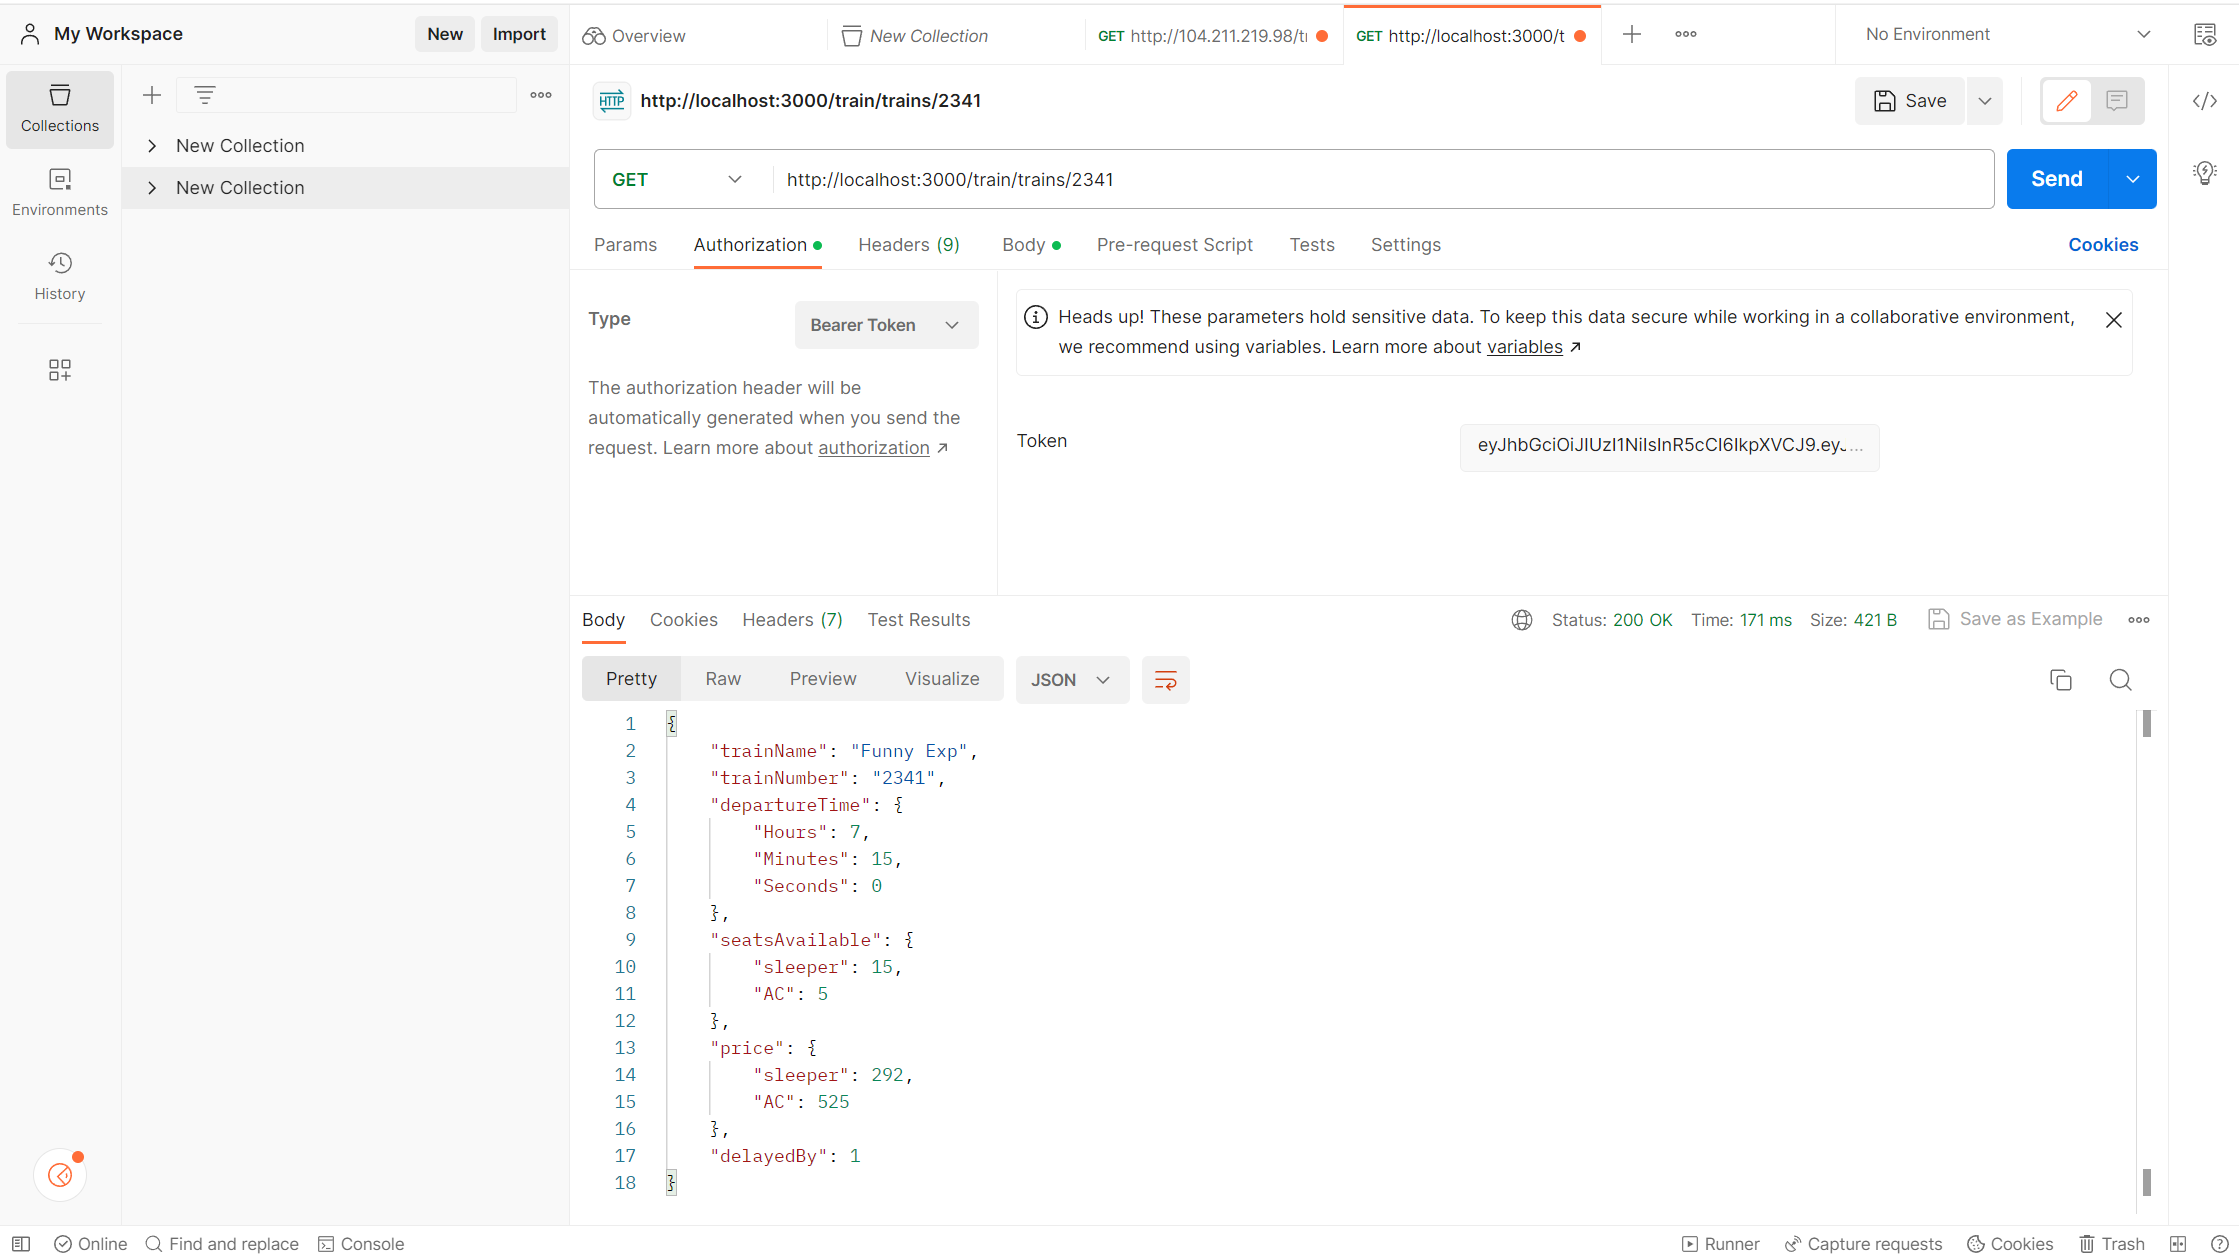 My Workspace
New
Import
Overview
New Collection
GET http://104.211.219.98/tr
GET http://localhost:3000/t
No Environment
Collections
Environments
History
New Collection
New Collection
HTTP
http://localhost:3000/train/trains/2341
Save
GET
http://localhost:3000/train/trains/2341
Send
Params
Authorization
Headers (9)
Body
Pre-request Script
Tests
Settings
Cookies
Type
Bearer Token
The authorization header will be
automatically generated when you send the
request. Learn more about authorization
Heads up! These parameters hold sensitive data. To keep this data secure while working in a collaborative environment,
we recommend using variables. Learn more about variables
Token
eyJhbGciOiJIUzI1NiIsInR5cCI6IkpXVCJ9.eyJ...
Body
Cookies
Headers (7)
Test Results
Status: 200 OK
Time: 171 ms
Size: 421 B
Save as Example
Pretty
Raw
Preview
Visualize
JSON
1 {
2 "trainName": "Funny Exp",
3 "trainNumber": "2341",
4 "departureTime": {
5 "Hours": 7,
6 "Minutes": 15,
7 "Seconds": 0
8 },
9 "seatsAvailable": {
10 "sleeper": 15,
11 "AC": 5
12 },
13 "price": {
14 "sleeper": 292,
15 "AC": 525
16 },
17 "delayedBy": 1
18 }
Online
Find and replace
Console
Runner
Capture requests
Cookies
Trash